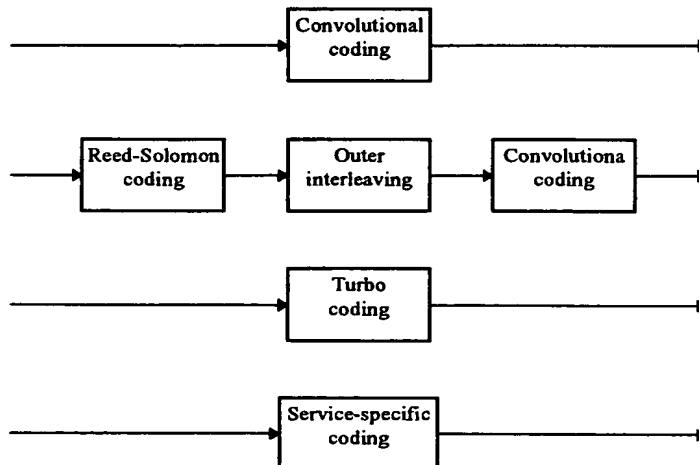 Convolutional
coding
Reed-Solomon
coding
Outer
interleaving
Convolutiona
coding
Turbo
coding
Service-specific
coding